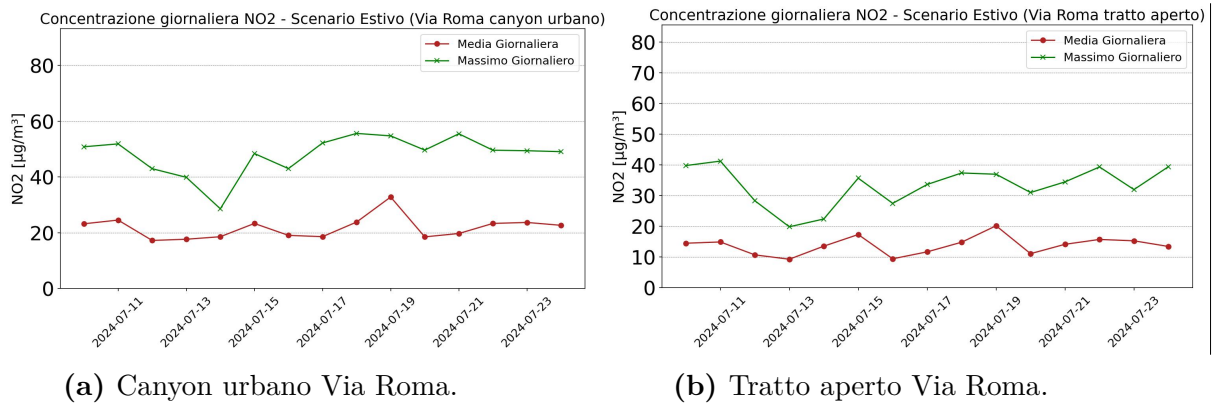 Concentrazione giornaliera NO2 - Scenario Estivo (Via Roma canyon urbano)
Media Giornaliera
Massimo Giornaliero
NO2 [µg/m³]
80
60
40
20
0
2024-07-11
2024-07-13
2024-07-15
2024-07-17
2024-07-19
2024-07-21
2024-07-23
(a) Canyon urbano Via Roma.
Concentrazione giornaliera NO2 - Scenario Estivo (Via Roma tratto aperto)
Media Giornaliera
Massimo Giornaliero
NO2 [µg/m³]
80
70
60
50
40
30
20
10
0
2024-07-11
2024-07-13
2024-07-15
2024-07-17
2024-07-19
2024-07-21
2024-07-23
(b) Tratto aperto Via Roma.